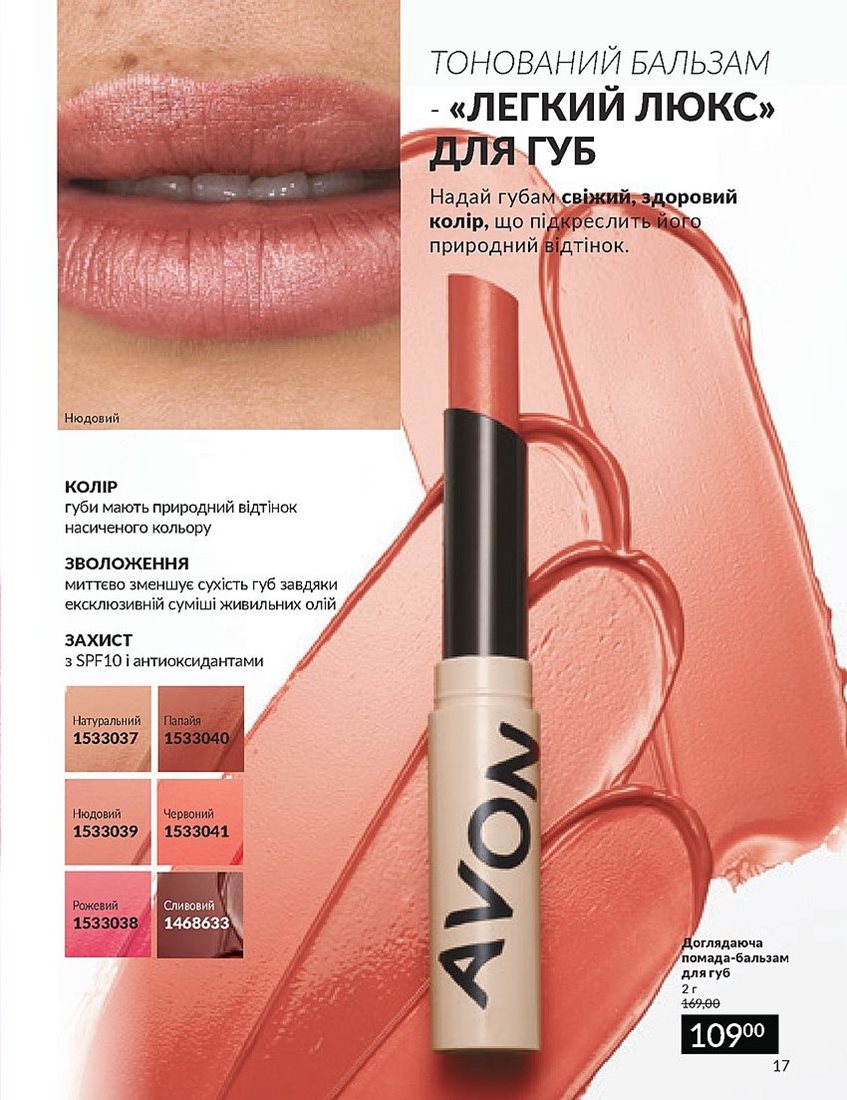 ТОНОВАНИЙ БАЛЬЗАМ
- «ЛЕГКИЙ ЛЮКС»
ДЛЯ ГУБ
Надай губам свіжий, здоровий
колір, що підкреслить його
природний відтінок.
Нюдовий
КОЛІР
губи мають природний відтінок
насиченого кольору
ЗВОЛОЖЕННЯ
миттєво зменшує сухість губ завдяки
ексклюзивній суміші живильних олій
ЗАХИСТ
з SPF10 і антиоксидантами
Натуральний
1533037
Папайя
1533040
Нюдовий
1533039
Червоний
1533041
Рожевий
1533038
Сливовий
1468633
AVON
Доглядаюча
помада-бальзам
для губ
2 г
169,00
10900
17